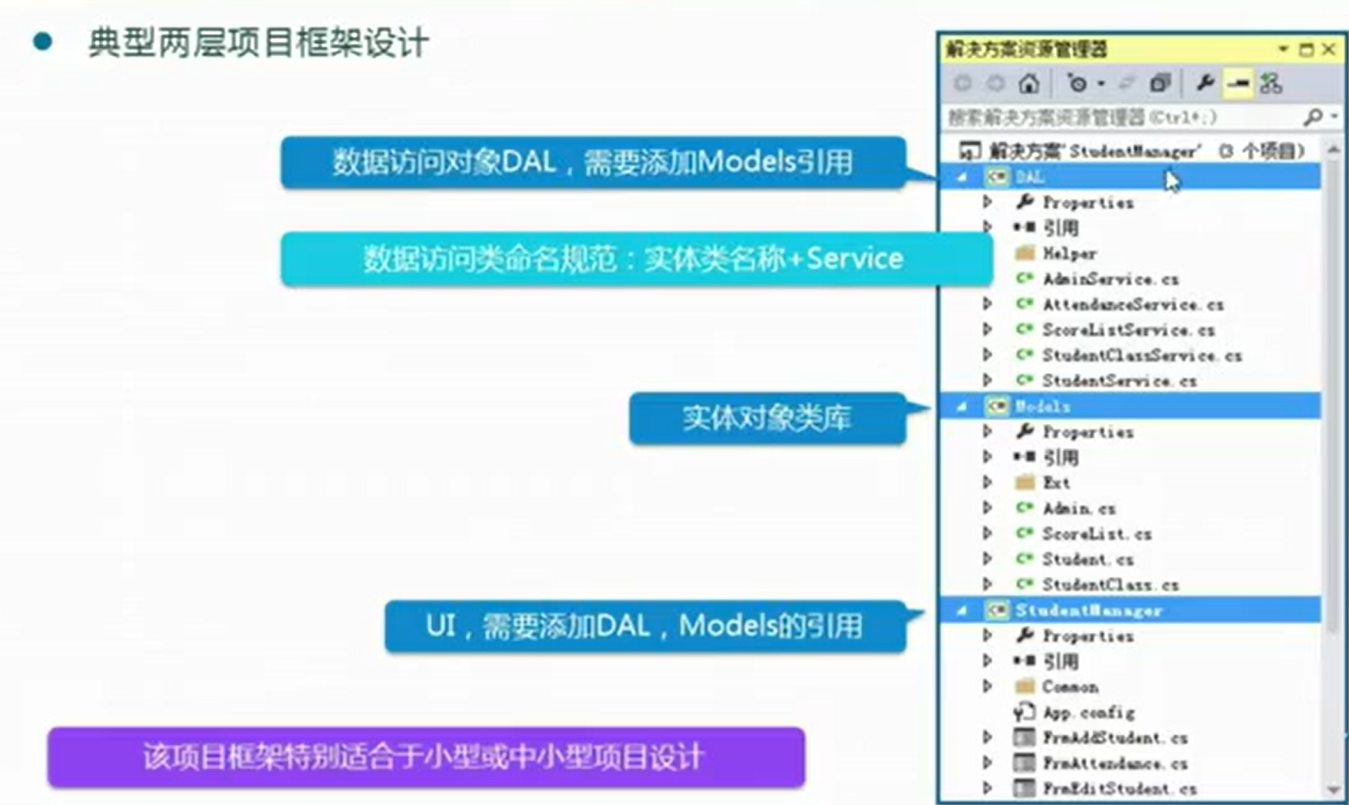 典型两层项目框架设计
数据访问对象DAL，需要添加Models引用
数据访问类命名规范：实体类名称+Service
实体对象类库
UI，需要添加DAL，Models的引用
该项目框架特别适合于小型或中小型项目设计
解决方案资源管理器
搜索解决方案资源管理器(Ctrl+;)
解决方案'StudentManager' (3 个项目)
DAL
Properties
引用
Helper
AdminService.cs
AttendanceService.cs
ScoreListService.cs
StudentClassService.cs
StudentService.cs
Models
Properties
引用
Ext
Admin.cs
ScoreList.cs
Student.cs
StudentClass.cs
StudentManager
Properties
引用
Common
App.config
FrmAddStudent.cs
FrmAttendance.cs
FrmEditStudent.cs